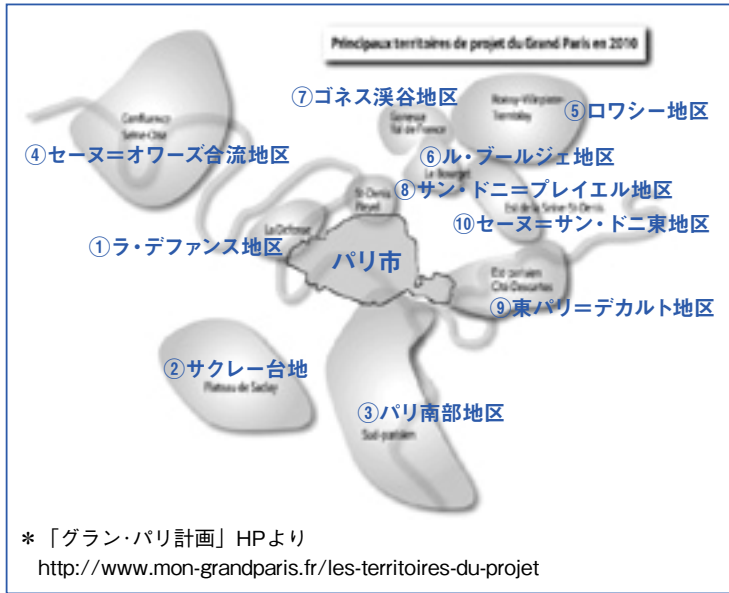 Principaux territoires de projet du Grand Paris en 2010
⑦ゴネス渓谷地区
Gonesse
Val de France
⑤ロワシー地区
Confluence
Seine-Oise
④セーヌ=オワーズ合流地区
⑥ル・ブールジェ地区
Le Bourget
⑧サン・ドニ=プレイエル地区
St-Denis
Pleyel
Est de la Seine-St-Denis
⑩セーヌ=サン・ドニ東地区
La Défense
①ラ・デファンス地区
パリ市
Est parisien
Cité Descartes
⑨東パリ=デカルト地区
②サクレー台地
Plateau de Saclay
③パリ南部地区
Sud-parisien
*「グラン・パリ計画」HPより
http://www.mon-grandparis.fr/les-territoires-du-projet